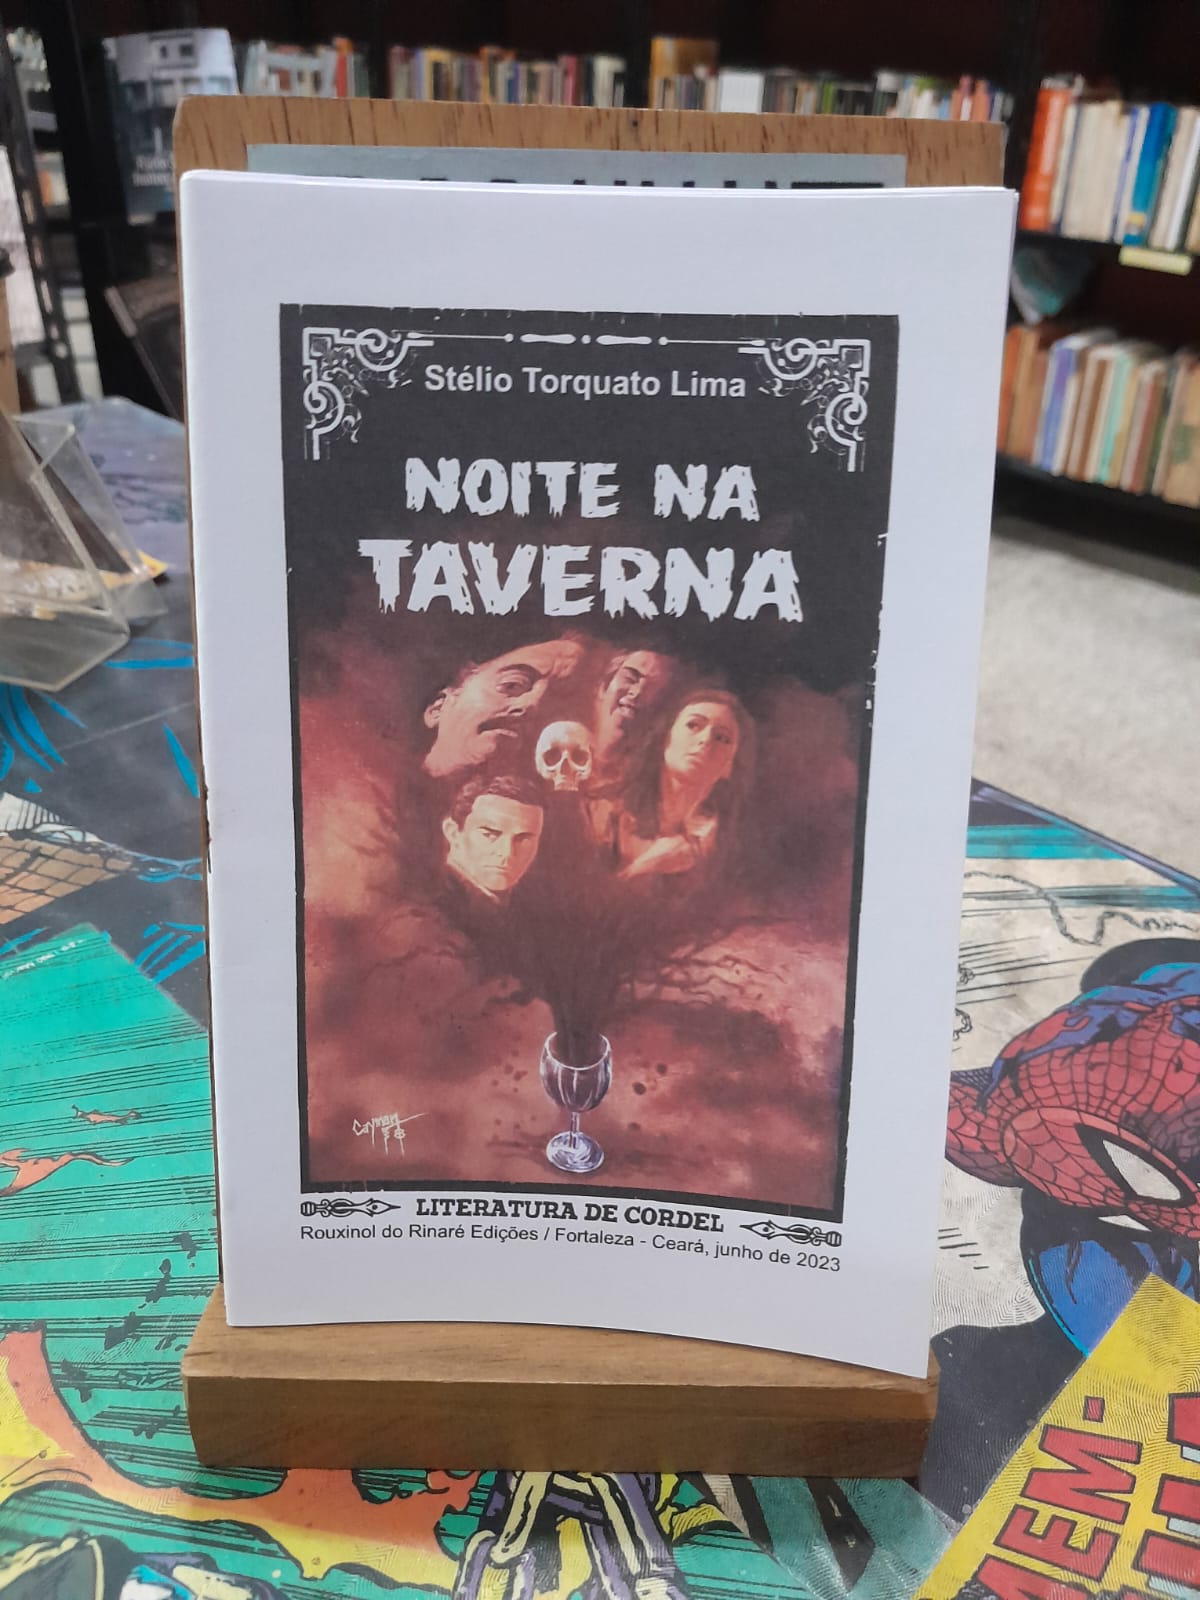 Stélio Torquato Lima
NOITE NA
TAVERNA
LITERATURA DE CORDEL
Rouxinol do Rinaré Edições / Fortaleza - Ceará, junho de 2023